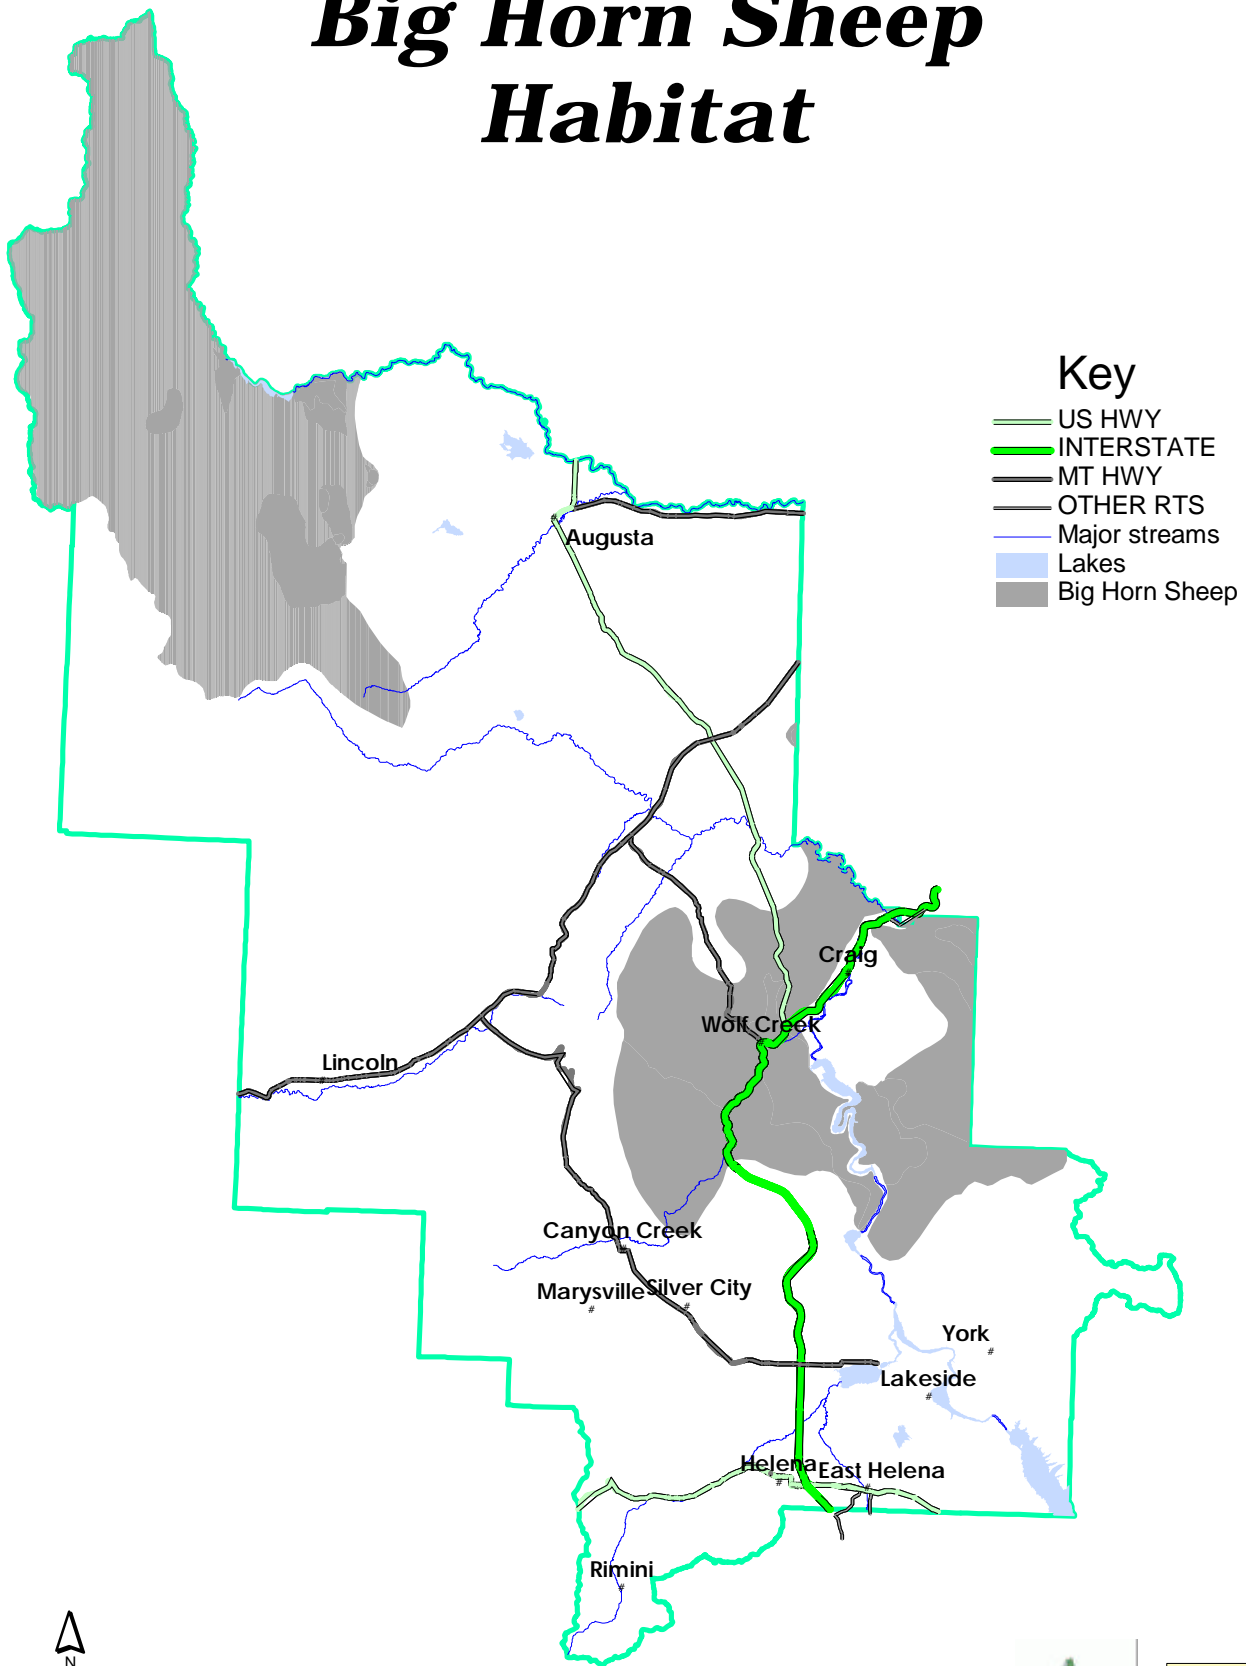 Big Horn Sheep
Habitat
Key
US HWY
INTERSTATE
MT HWY
OTHER RTS
Major streams
Lakes
Big Horn Sheep
Augusta
Craig
Wolf Creek
Lincoln
Canyon Creek
Marysville
Silver City
York
Lakeside
Helena
East Helena
Rimini
N